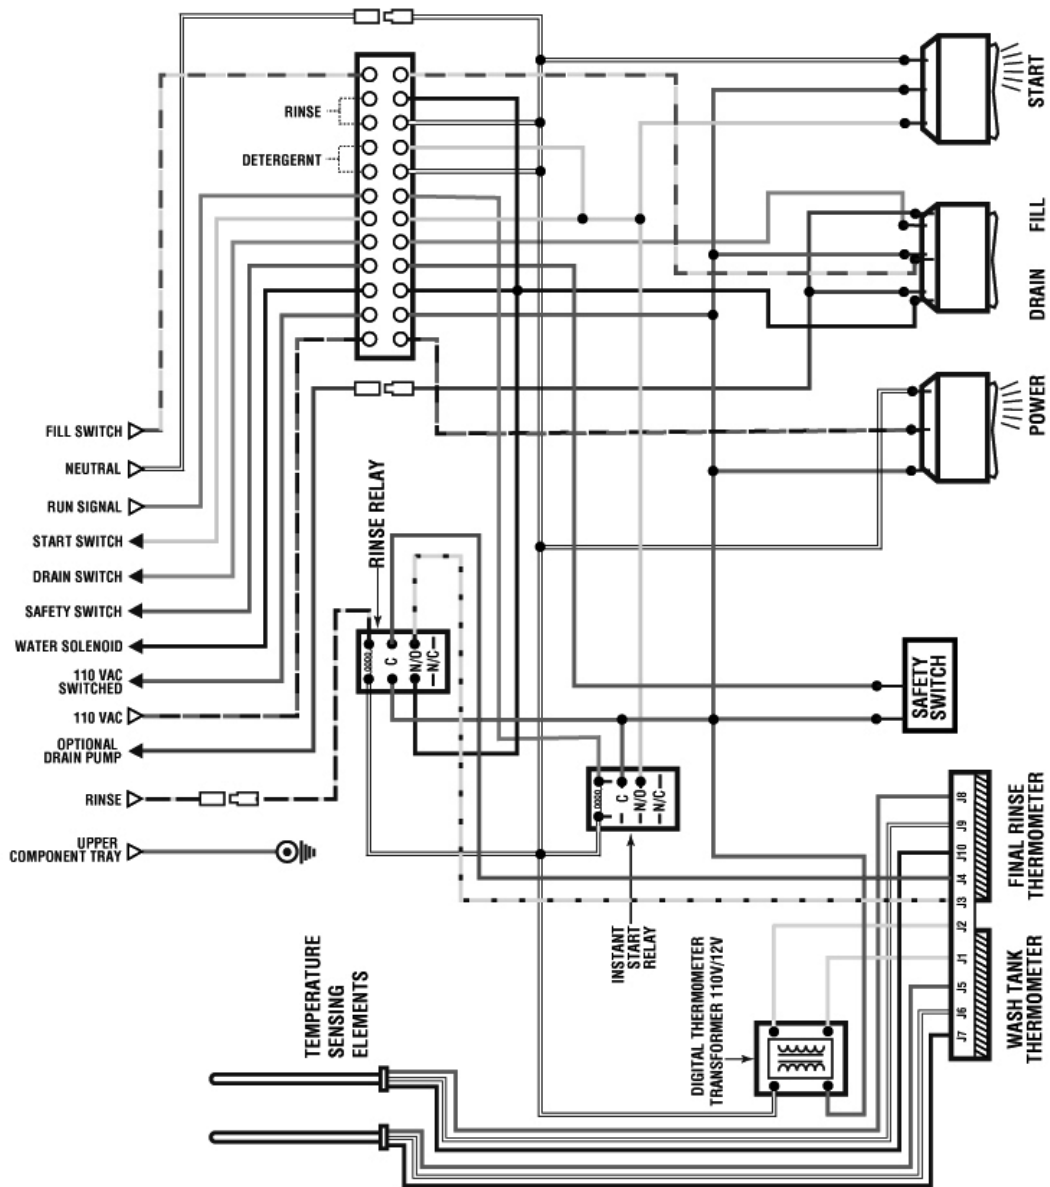 RINSE
DETERGERNT
START
FILL
DRAIN
POWER
FILL SWITCH
NEUTRAL
RUN SIGNAL
START SWITCH
DRAIN SWITCH
SAFETY SWITCH
WATER SOLENOID
110 VAC
SWITCHED
110 VAC
OPTIONAL
DRAIN PUMP
RINSE
UPPER
COMPONENT TRAY
RINSE RELAY
C
N/O
N/C
SAFETY
SWITCH
C
N/O
N/C
INSTANT
START
RELAY
J8
J9
J10
J4
J3
J2
J1
J5
J6
J7
FINAL RINSE
THERMOMETER
WASH TANK
THERMOMETER
DIGITAL THERMOMETER
TRANSFORMER 110V/12V
TEMPERATURE
SENSING
ELEMENTS